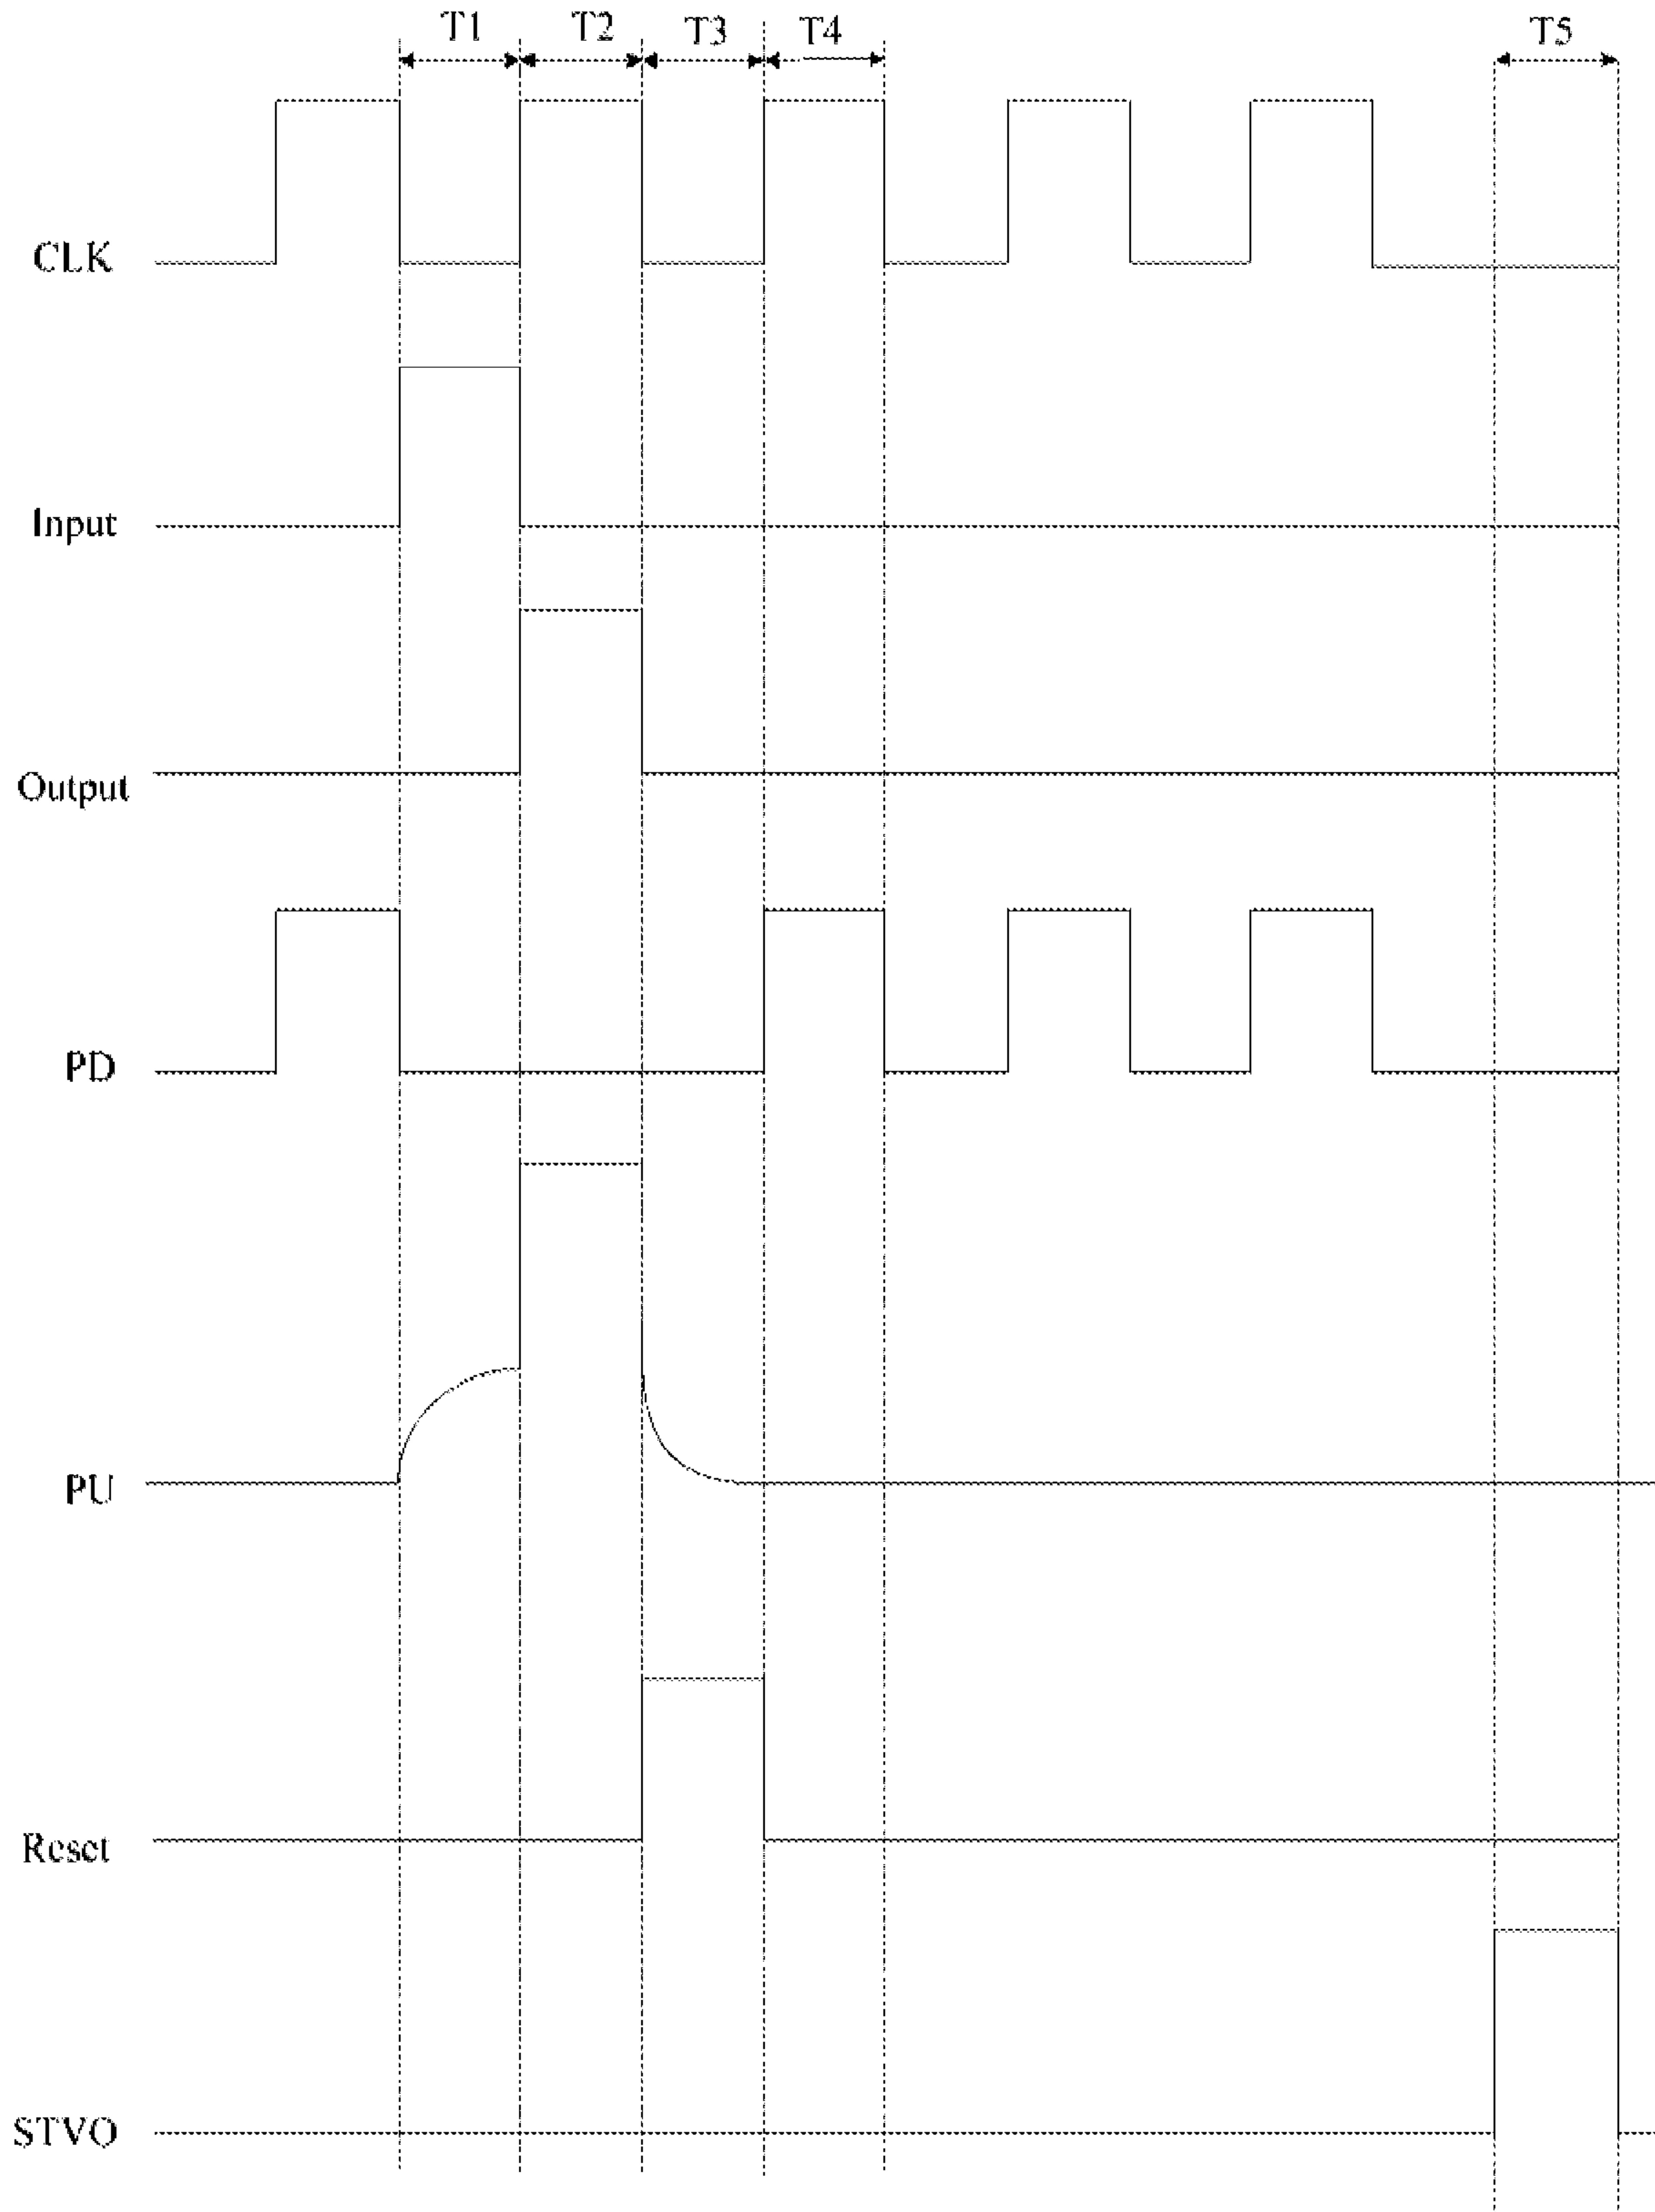 T1 T2 T3 T4 T5
CLK
Input
Output
PD
PU
Reset
STVO